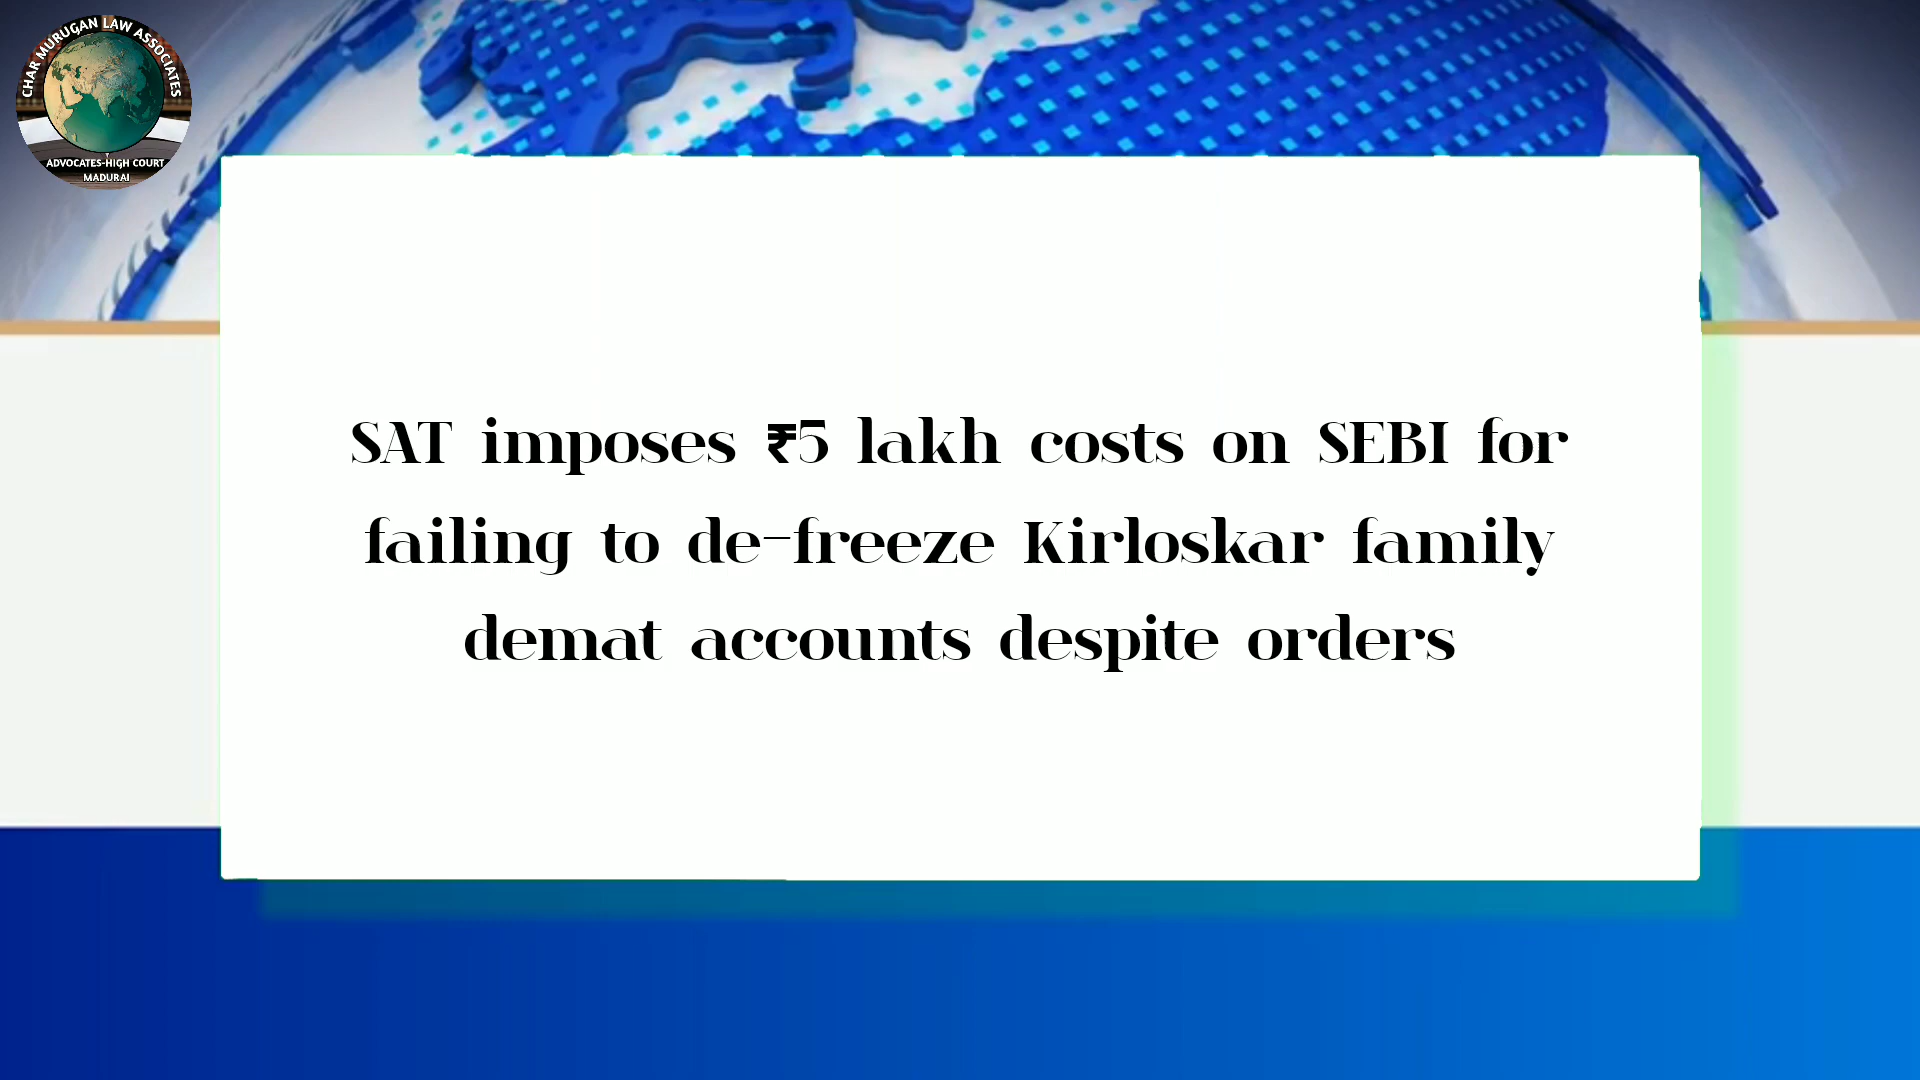 CHAR MURUGAN LAW ASSOCIATES
ADVOCATES-HIGH COURT
MADURAI
SAT imposes ₹5 lakh costs on SEBI for
failing to de-freeze Kirloskar family
demat accounts despite orders